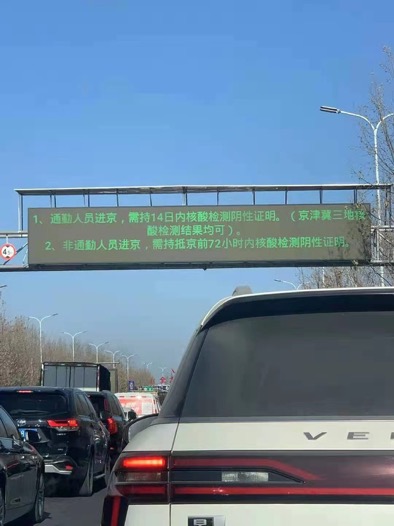 1、通勤人员进京，需持14日内核酸检测阴性证明。（京津冀三地核
酸检测结果均可）。
2、非通勤人员进京，需持抵京前72小时内核酸检测阴性证明。
VE